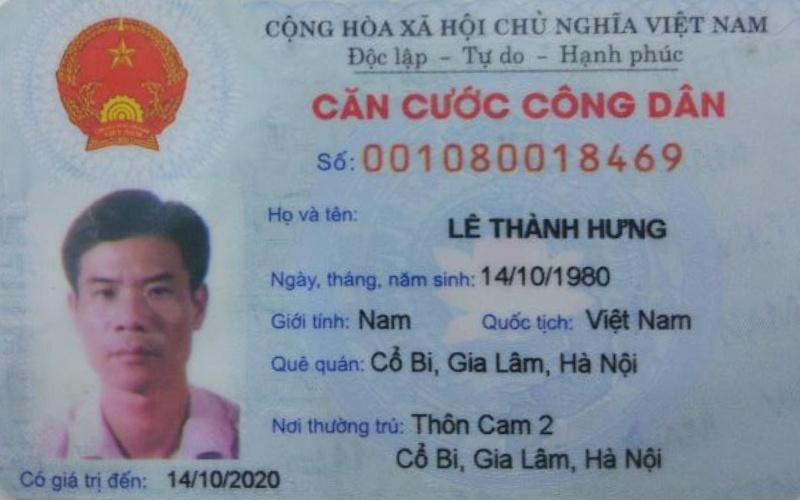 CỘNG HÒA XÃ HỘI CHỦ NGHĨA VIỆT NAM
Độc lập – Tự do – Hạnh phúc
CĂN CƯỚC CÔNG DÂN
Số: 001080018469
Họ và tên: LÊ THÀNH HƯNG
Ngày, tháng, năm sinh: 14/10/1980
Giới tính: Nam Quốc tịch: Việt Nam
Quê quán: Cổ Bi, Gia Lâm, Hà Nội
Nơi thường trú: Thôn Cam 2
Cổ Bi, Gia Lâm, Hà Nội
Có giá trị đến: 14/10/2020